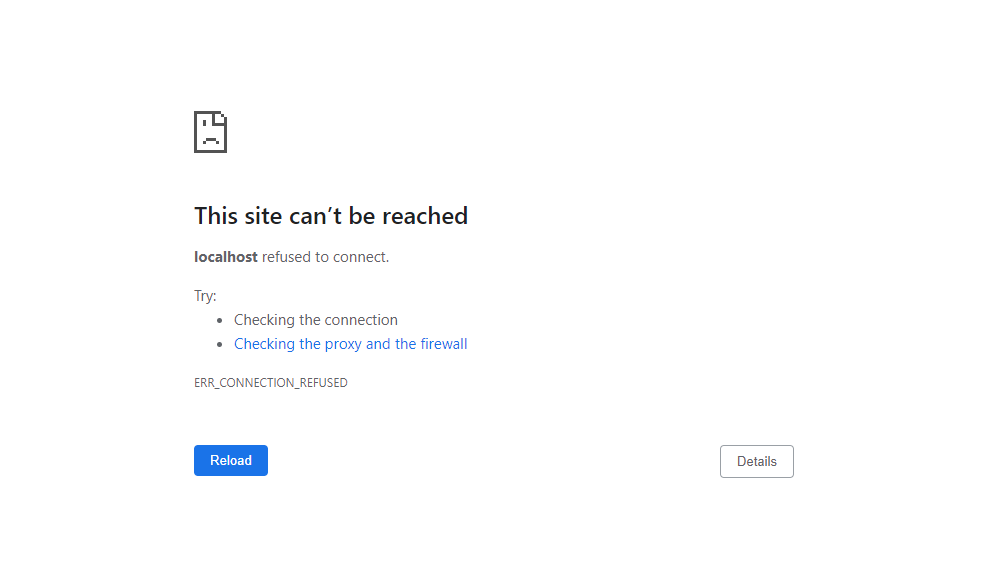 This site can’t be reached
localhost refused to connect.
Try:
Checking the connection
Checking the proxy and the firewall
ERR_CONNECTION_REFUSED
Reload
Details